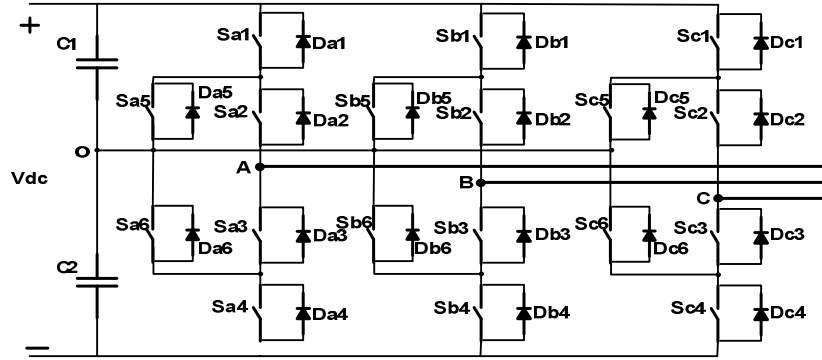 +
C1
Sa1
Da1
Sb1
Db1
Sc1
Dc1
Sa5
Da5
Sa2
Da2
Sb5
Db5
Sb2
Db2
Sc5
Dc5
Sc2
Dc2
O
A
Vdc
B
C
Sa6
Da6
Sa3
Da3
Sb6
Db6
Sb3
Db3
Sc6
Dc6
Sc3
Dc3
C2
Sa4
Da4
Sb4
Db4
Sc4
Dc4
−